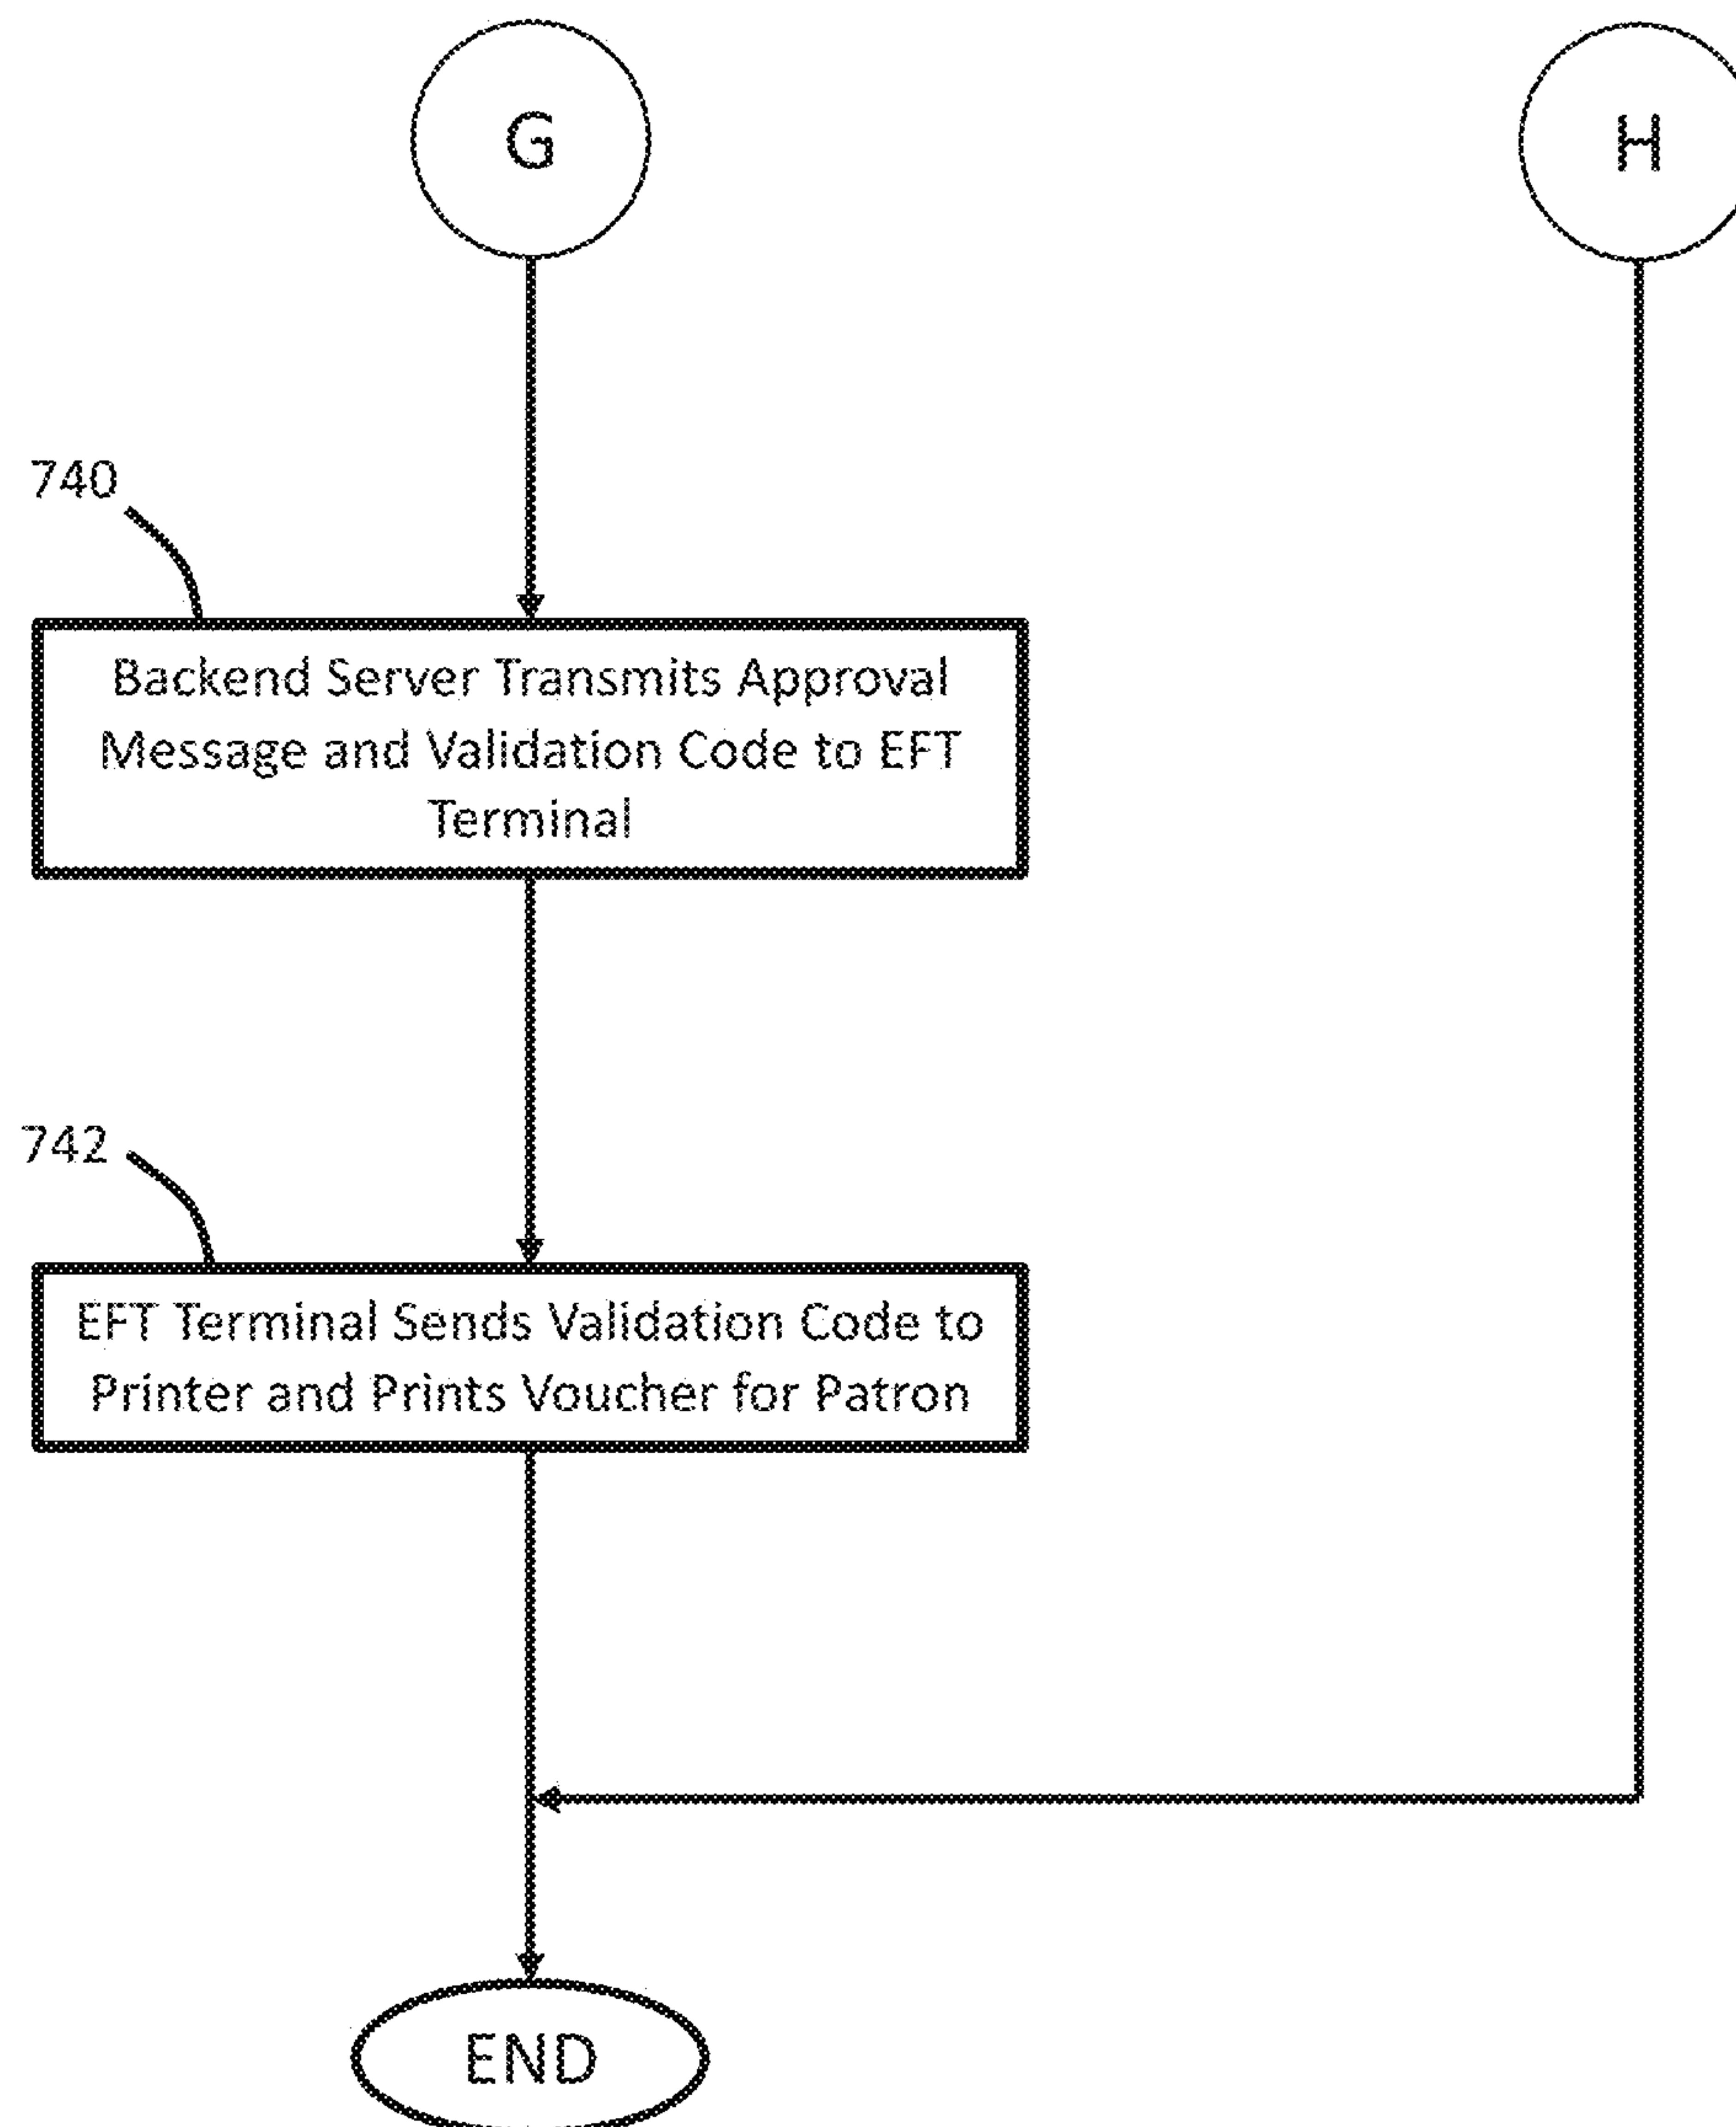 G
H
740
Backend Server Transmits Approval
Message and Validation Code to EFT
Terminal
742
EFT Terminal Sends Validation Code to
Printer and Prints Voucher for Patron
END